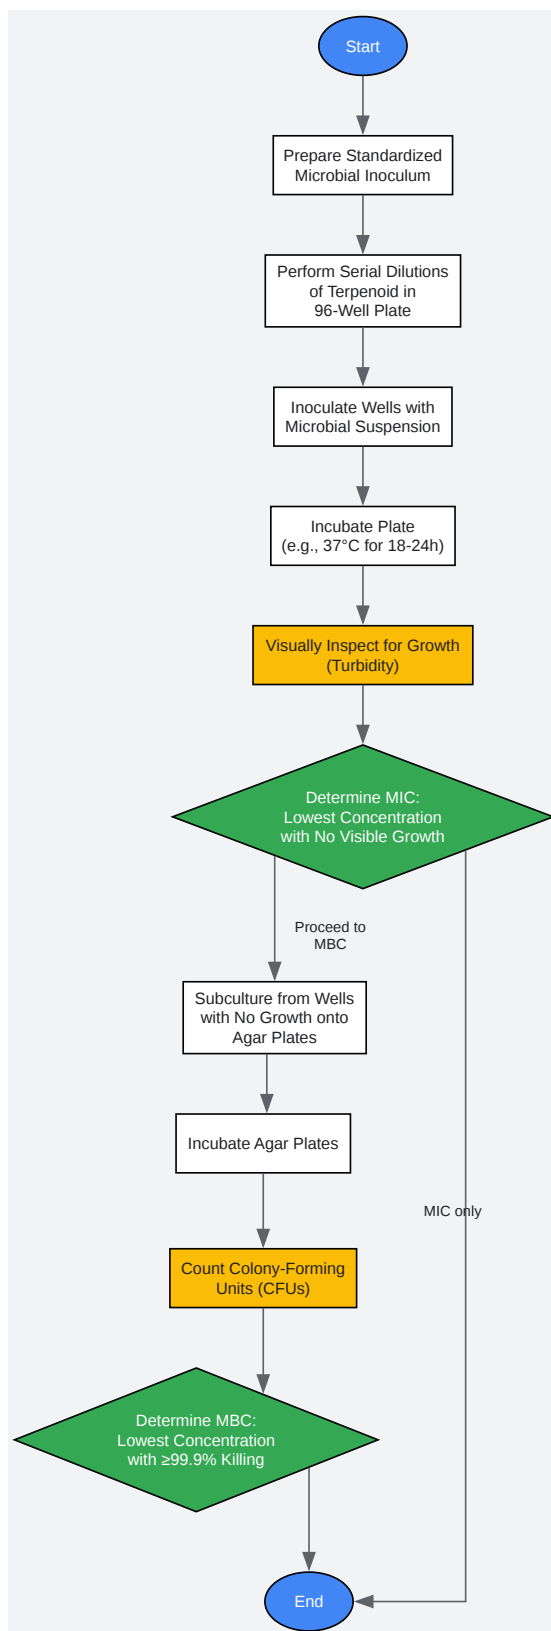 Start
Prepare Standardized
Microbial Inoculum
Perform Serial Dilutions
of Terpenoid in
96-Well Plate
Inoculate Wells with
Microbial Suspension
Incubate Plate
(e.g., 37°C for 18-24h)
Visually Inspect for Growth
(Turbidity)
Determine MIC:
Lowest Concentration
with No Visible Growth
Proceed to
MBC
Subculture from Wells
with No Growth onto
Agar Plates
Incubate Agar Plates
MIC only
Count Colony-Forming
Units (CFUs)
Determine MBC:
Lowest Concentration
with ≥99.9% Killing
End